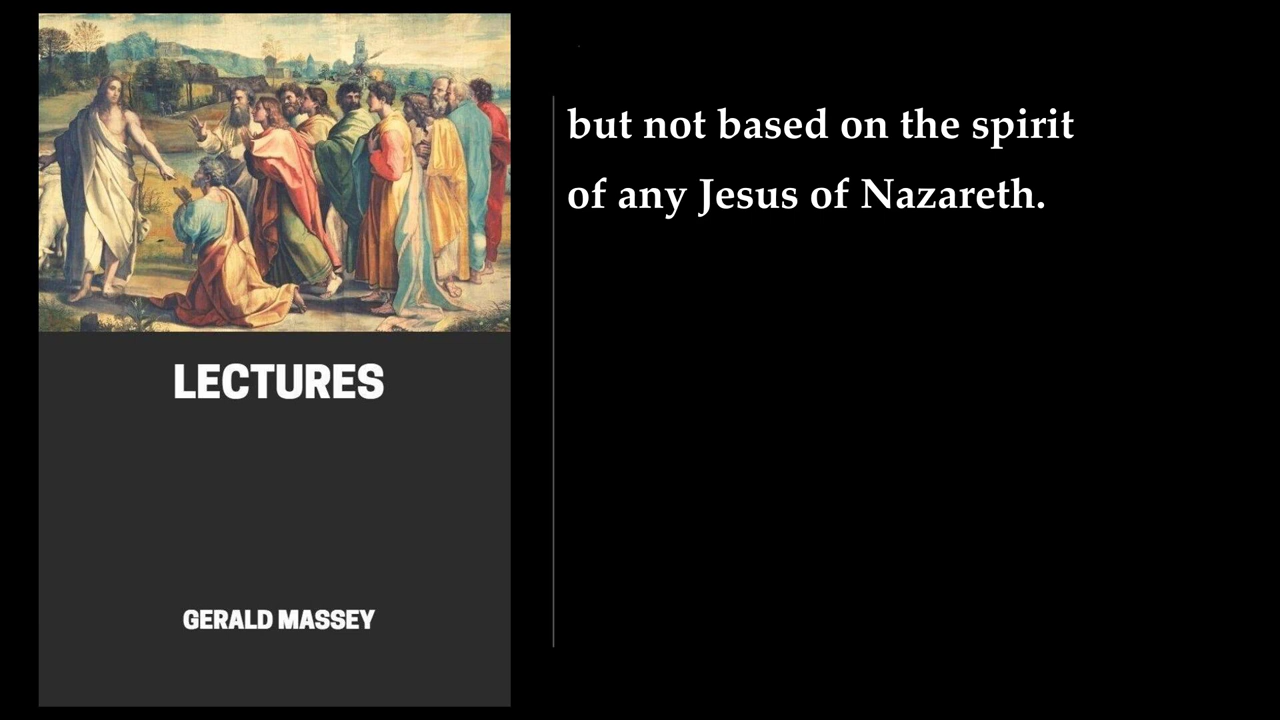 LECTURES
GERALD MASSEY
but not based on the spirit
of any Jesus of Nazareth.